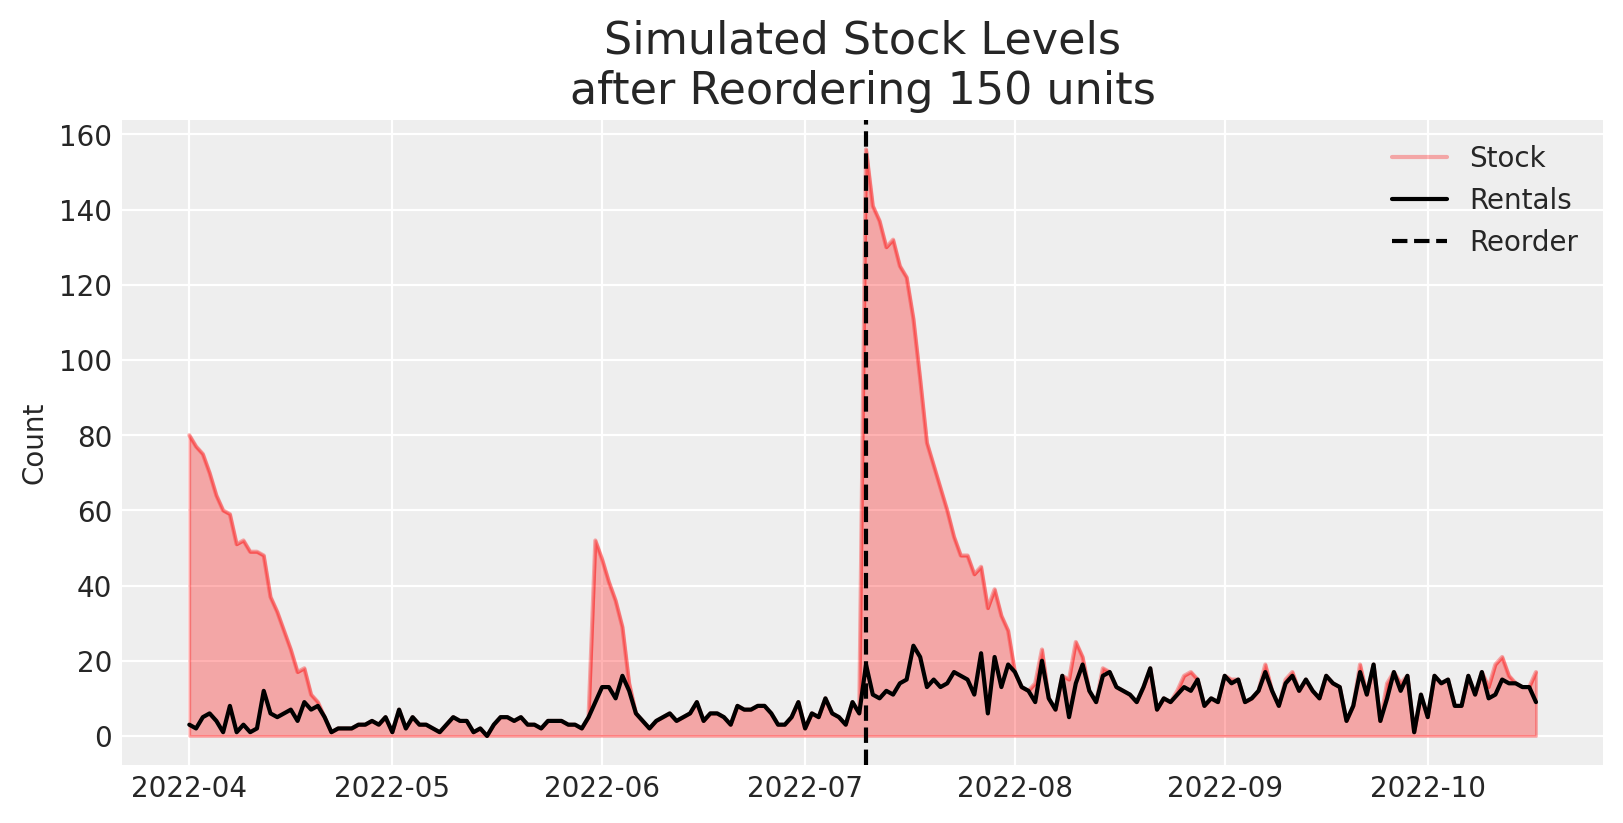 Simulated Stock Levels
after Reordering 150 units
160
140
120
100
80
60
40
20
0
Count
Stock
Rentals
Reorder
2022-04
2022-05
2022-06
2022-07
2022-08
2022-09
2022-10